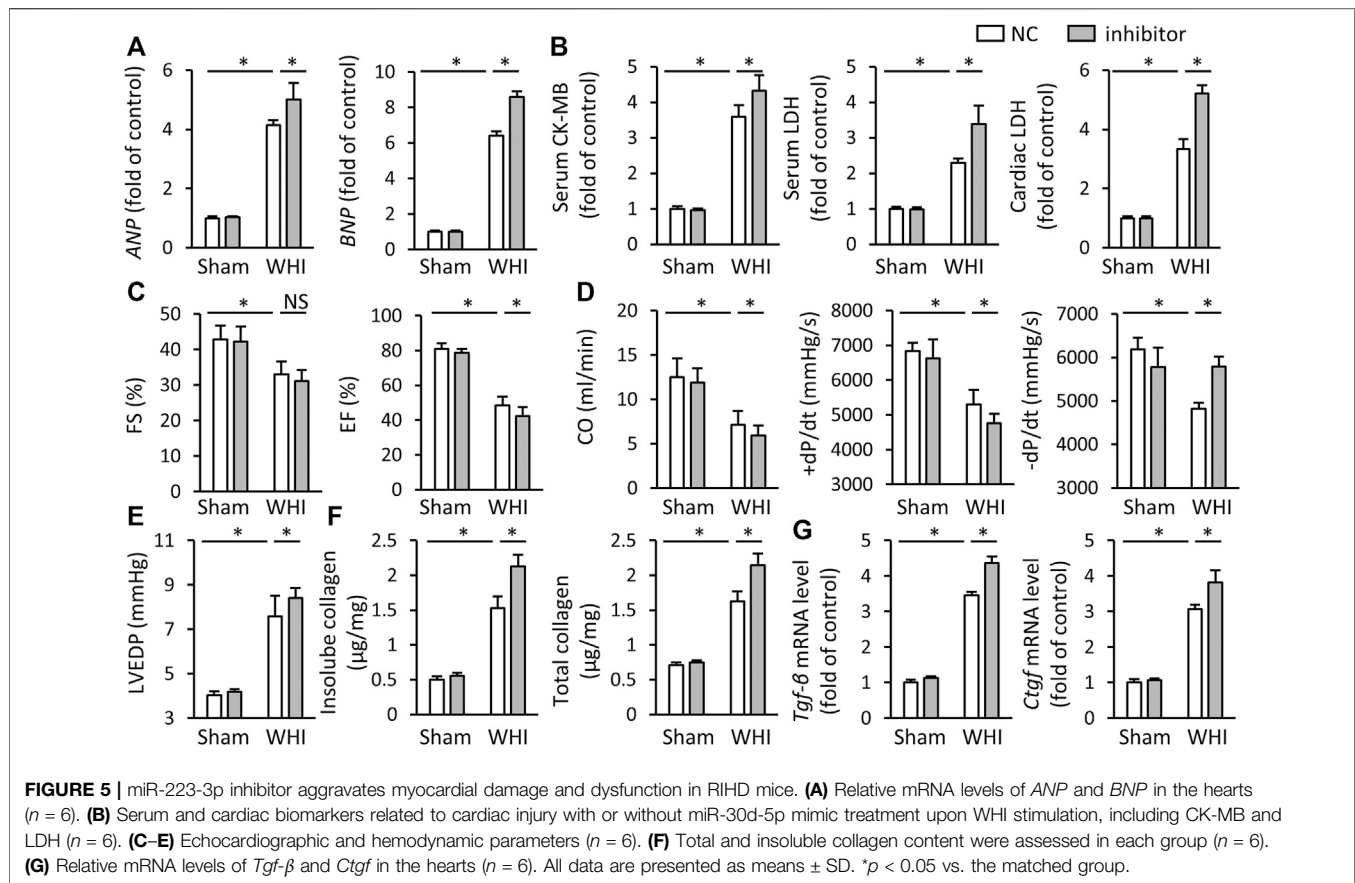 NC inhibitor
A
* *
ANP (fold of control)
6
4
2
0
Sham WHI
* *
BNP (fold of control)
10
8
6
4
2
0
Sham WHI
B
* *
Serum CK-MB
(fold of control)
5
4
3
2
1
0
Sham WHI
* *
Serum LDH
(fold of control)
5
4
3
2
1
0
Sham WHI
* *
Cardiac LDH
(fold of control)
6
4
2
0
Sham WHI
C
* NS
FS (%)
50
40
30
20
10
0
Sham WHI
* *
EF (%)
100
80
60
40
20
0
Sham WHI
D
* *
CO (ml/min)
20
15
10
5
0
Sham WHI
* *
+dP/dt (mmHg/s)
8000
7000
6000
5000
4000
3000
Sham WHI
* *
-dP/dt (mmHg/s)
8000
7000
6000
5000
4000
3000
Sham WHI
E
* *
LVEDP (mmHg)
11
9
7
5
3
Sham WHI
F
* *
Insolube collagen
(μg/mg)
2.5
2
1.5
1
0.5
0
Sham WHI
* *
Total collagen
(μg/mg)
2.5
2
1.5
1
0.5
0
Sham WHI
G
* *
Tgf-β mRNA level
(fold of control)
5
4
3
2
1
0
Sham WHI
* *
Ctgf mRNA level
(fold of control)
5
4
3
2
1
0
Sham WHI
FIGURE 5 | miR-223-3p inhibitor aggravates myocardial damage and dysfunction in RIHD mice. (A) Relative mRNA levels of ANP and BNP in the hearts
(n = 6). (B) Serum and cardiac biomarkers related to cardiac injury with or without miR-30d-5p mimic treatment upon WHI stimulation, including CK-MB and
LDH (n = 6). (C–E) Echocardiographic and hemodynamic parameters (n = 6). (F) Total and insoluble collagen content were assessed in each group (n = 6).
(G) Relative mRNA levels of Tgf-β and Ctgf in the hearts (n = 6). All data are presented as means ± SD. *p < 0.05 vs. the matched group.